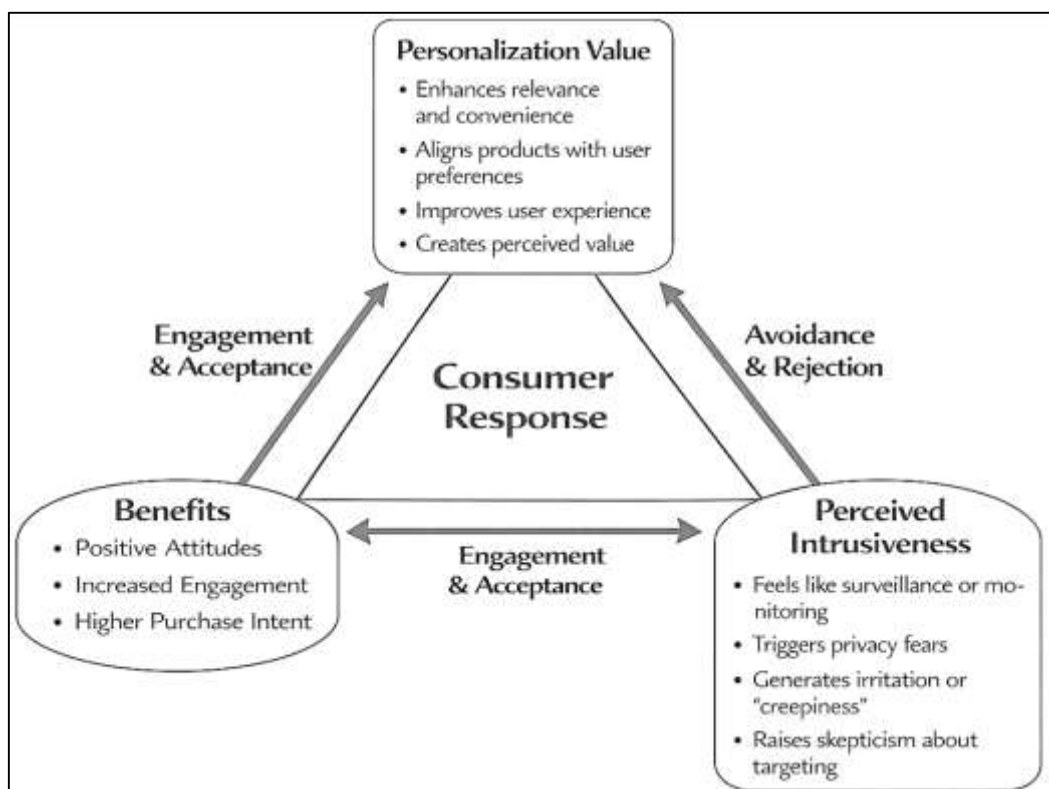 Personalization Value
• Enhances relevance
and convenience
• Aligns products with user
preferences
• Improves user experience
• Creates perceived value
Engagement
& Acceptance
Avoidance
& Rejection
Consumer
Response
Benefits
• Positive Attitudes
• Increased Engagement
• Higher Purchase Intent
Engagement
& Acceptance
Perceived
Intrusiveness
• Feels like surveillance or mo-
nitoring
• Triggers privacy fears
• Generates irritation or
"creepiness"
• Raises skepticism about
targeting